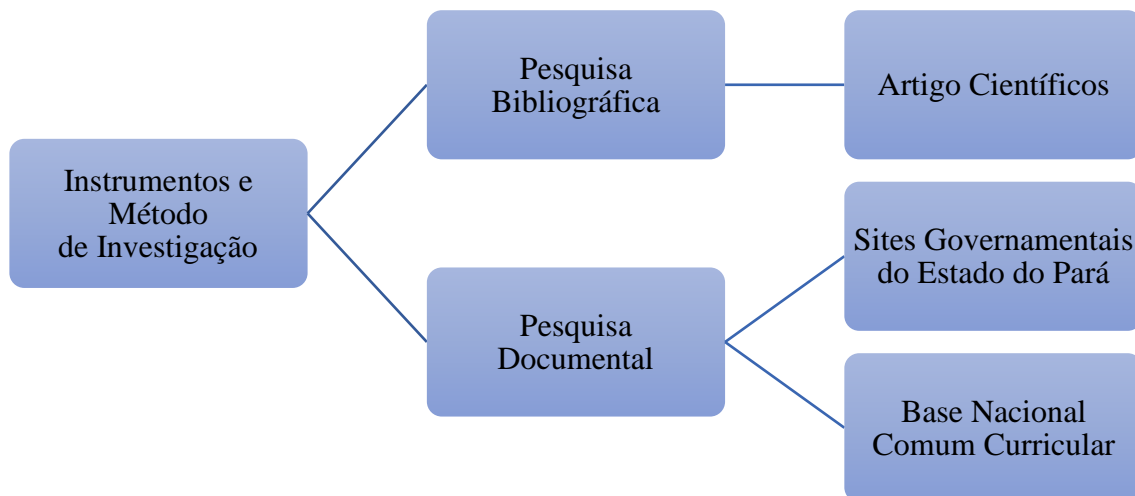 Instrumentos e
Método
de Investigação
Pesquisa
Bibliográfica
Artigo Científicos
Pesquisa
Documental
Sites Governamentais
do Estado do Pará
Base Nacional
Comum Curricular